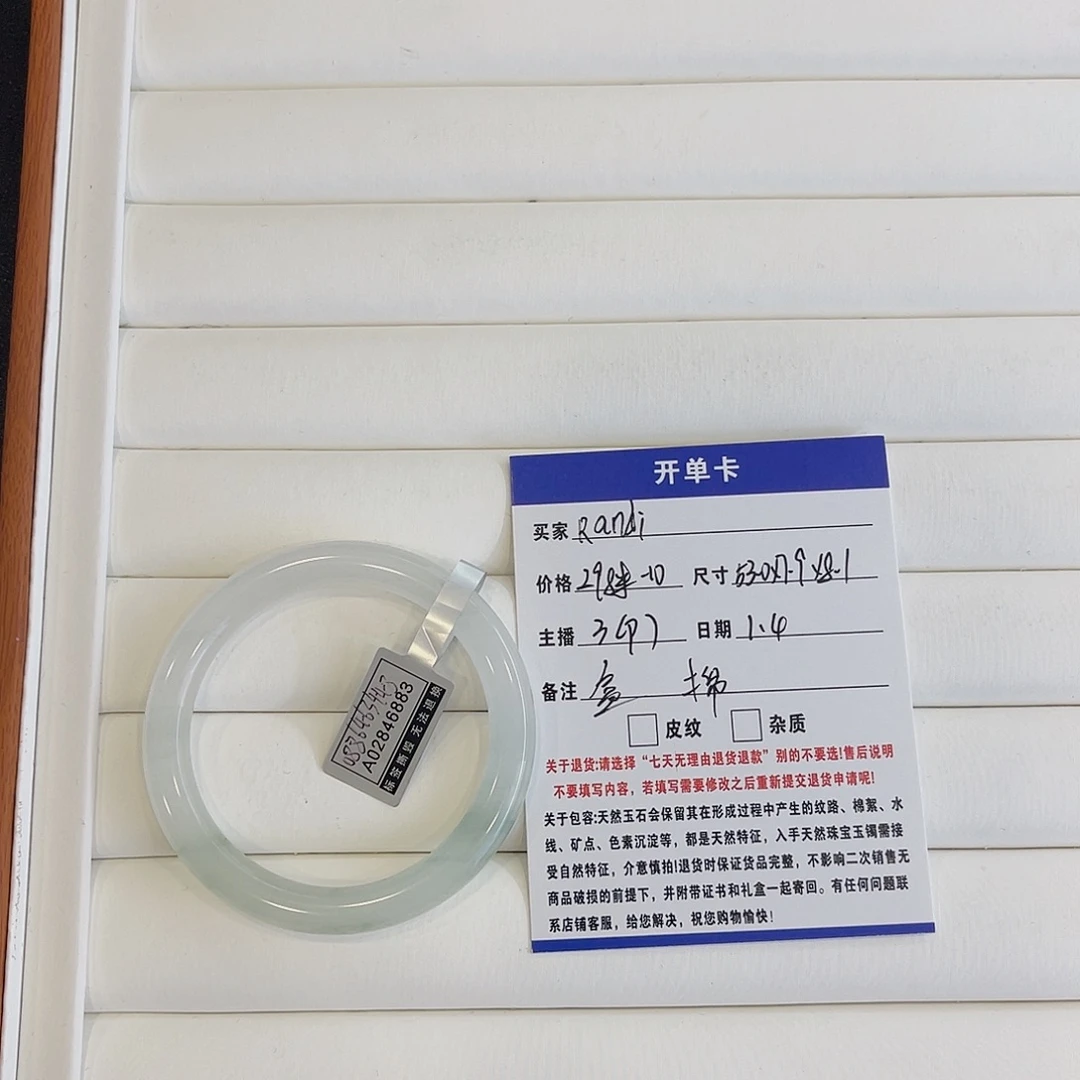 开单卡
买家 Randi
价格 298 -10 尺寸 53.0x7.9x8.1
主播 日期 1.4
备注 盒 棉
皮纹 杂质
关于退货:请选择“七天无理由退货退款”别的不要选!售后说明
不要填写内容，若填写需要修改之后重新提交退货申请呢!
关于包容:天然玉石会保留其在形成过程中产生的纹路、棉絮、水
线、矿点、色素沉淀等，都是天然特征，入手天然珠宝玉镯需接
受自然特征，介意慎拍!退货时保证货品完整，不影响二次销售无
商品破损的前提下，并附带证书和礼盒一起寄回。有任何问题联
系店铺客服，给您解决，祝您购物愉快!
A02846883
标签撕毁 无法退换